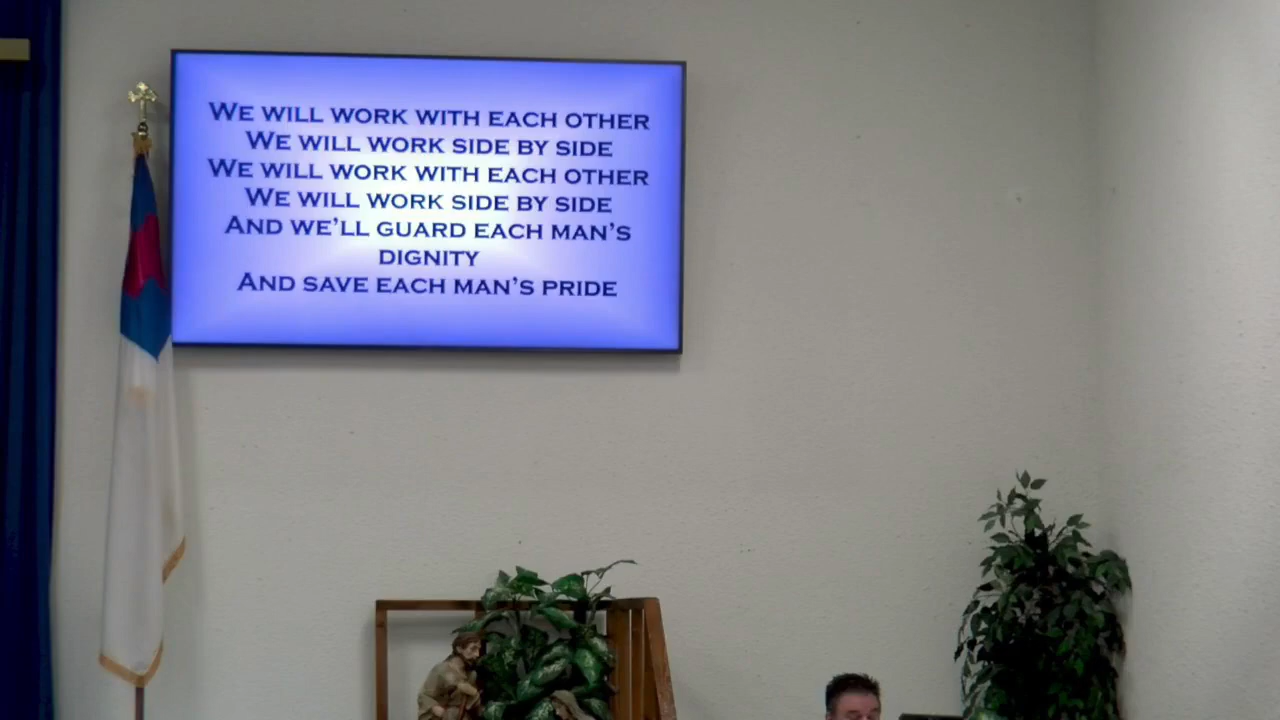 We will work with each other
We will work side by side
We will work with each other
We will work side by side
And we’ll guard each man’s
dignity
And save each man’s pride